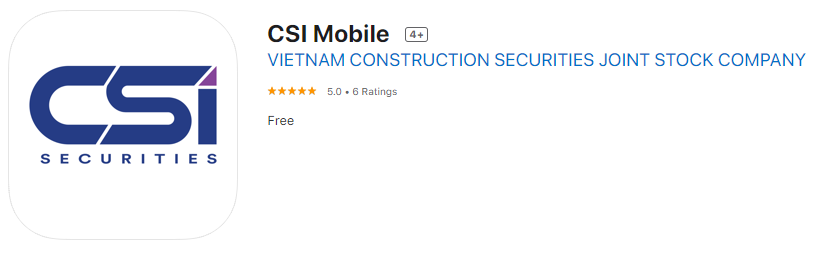 CSi
SECURITIES
CSI Mobile 4+
VIETNAM CONSTRUCTION SECURITIES JOINT STOCK COMPANY
★★★★★ 5.0 • 6 Ratings
Free